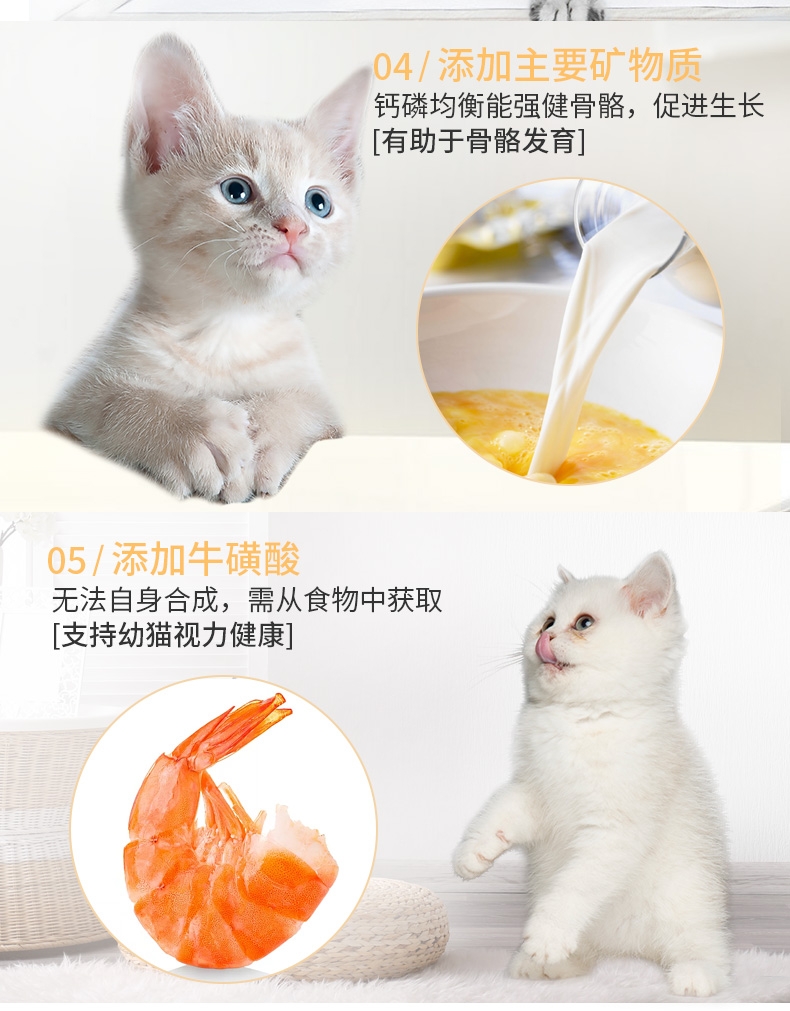 04/添加主要矿物质
钙磷均衡能强健骨骼，促进生长
[有助于骨骼发育]
05/添加牛磺酸
无法自身合成，需从食物中获取
[支持幼猫视力健康]